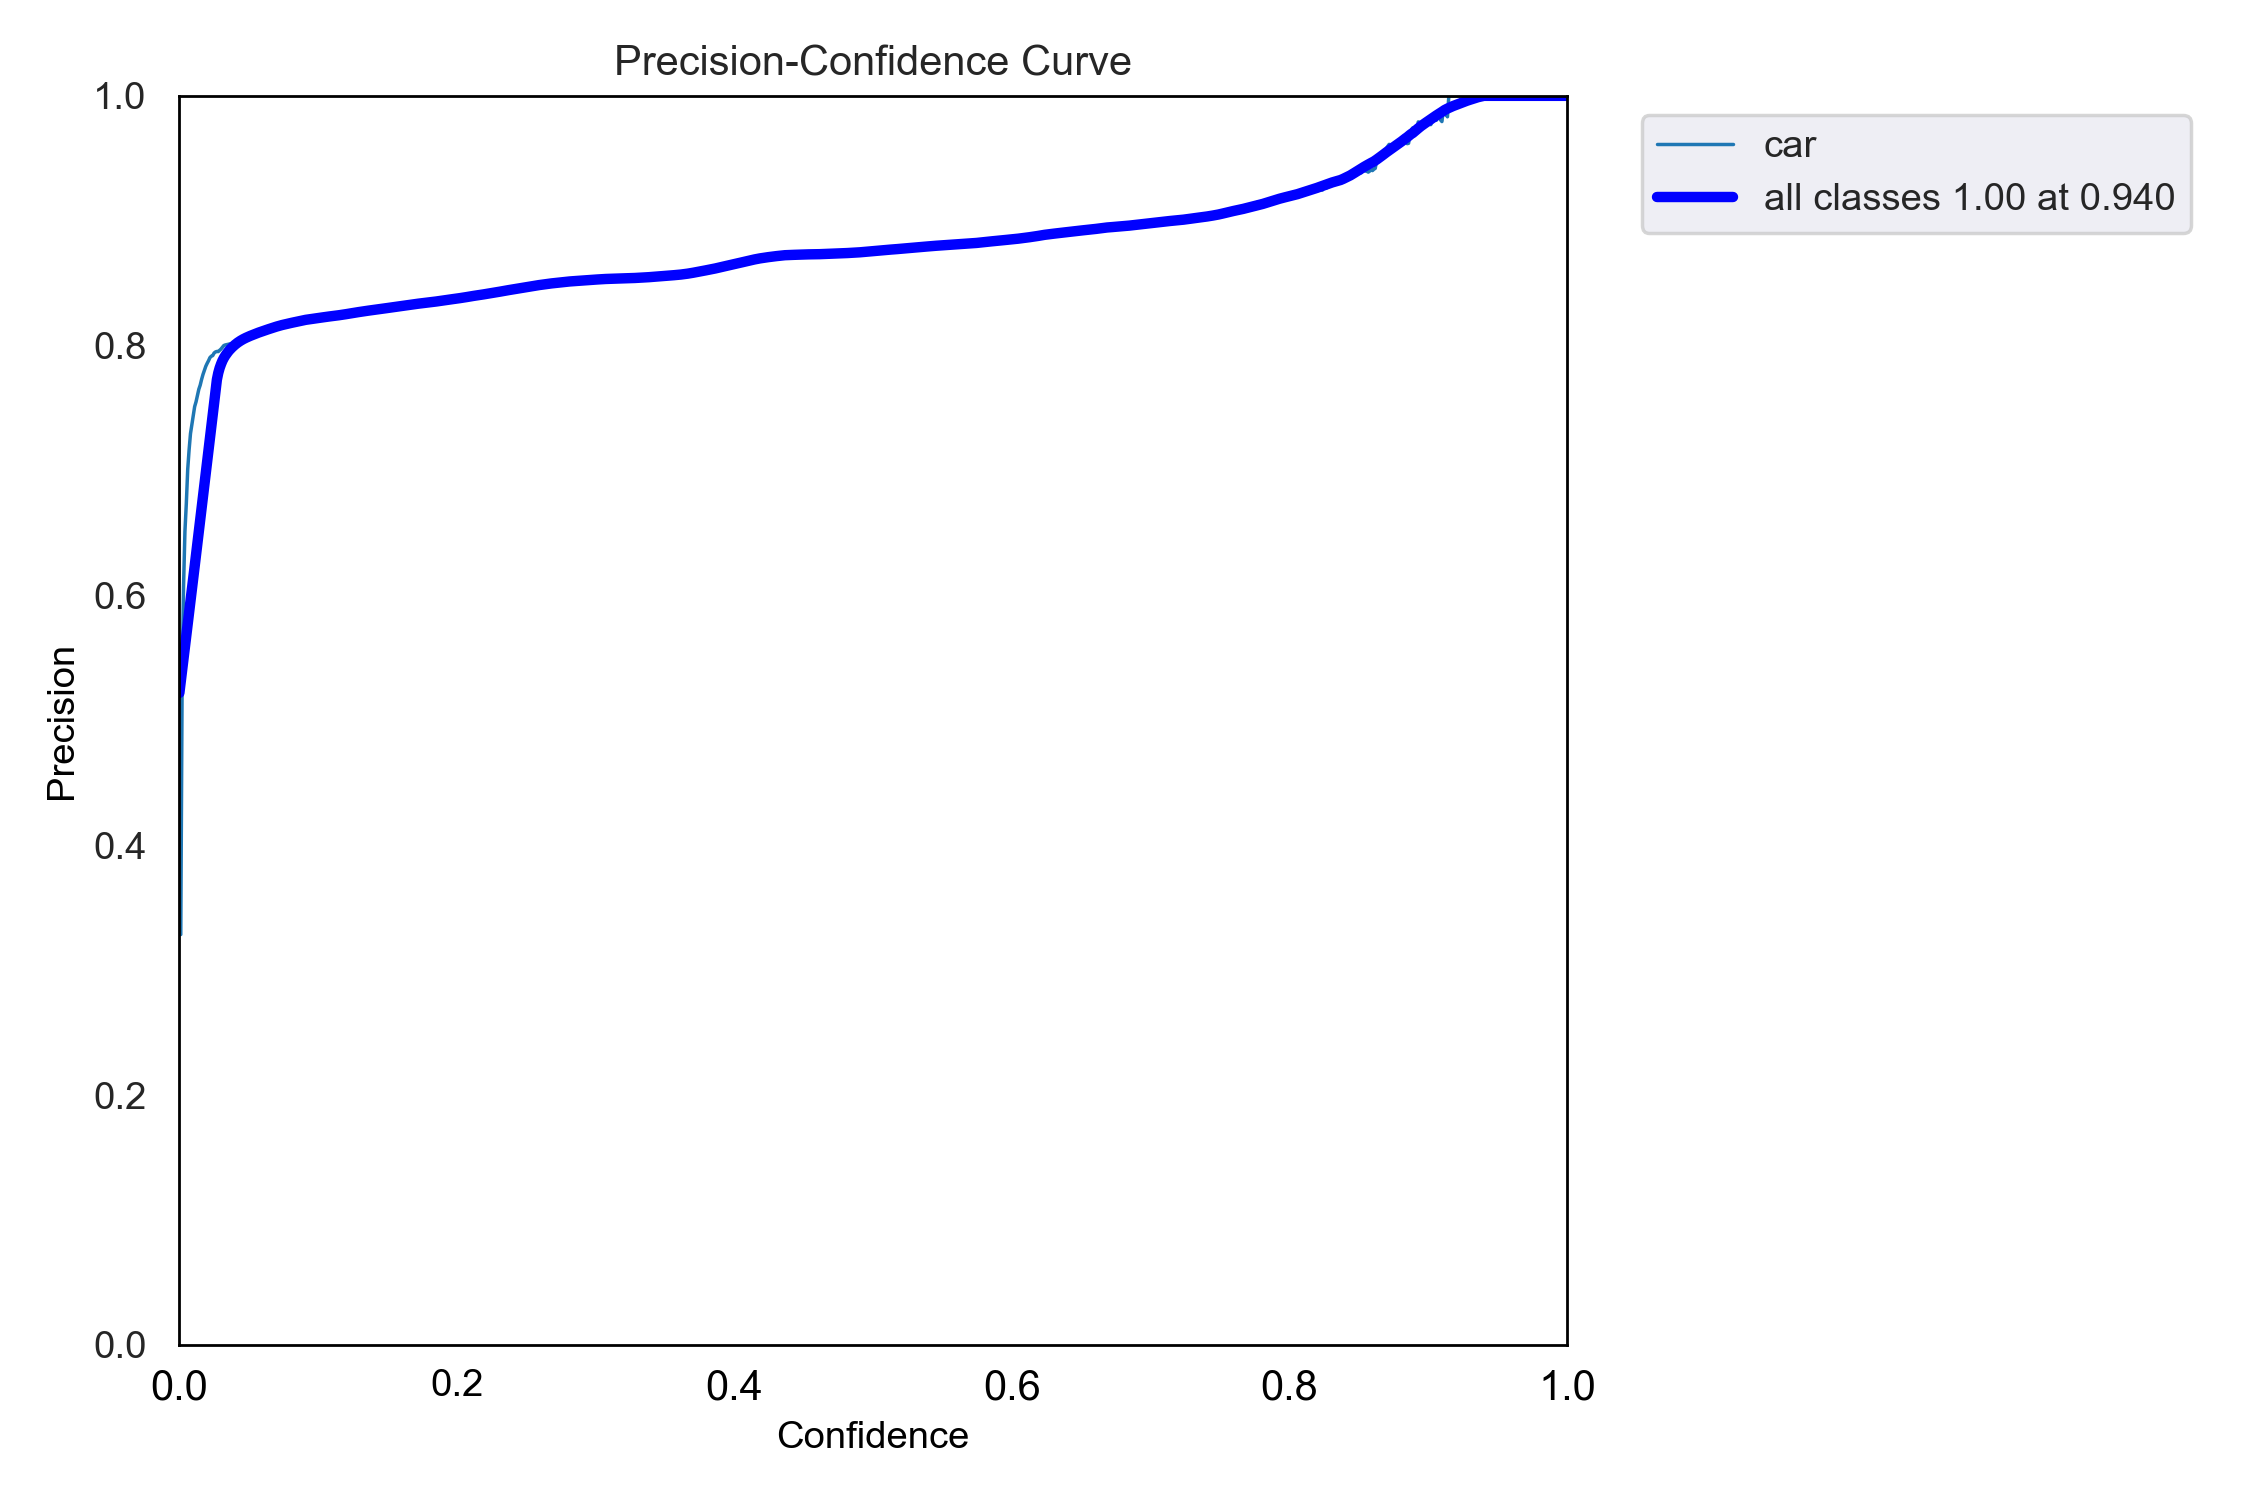 Precision-Confidence Curve
1.0
0.8
0.6
0.4
0.2
0.0
Precision
0.0 0.2 0.4 0.6 0.8 1.0
Confidence
car
all classes 1.00 at 0.940